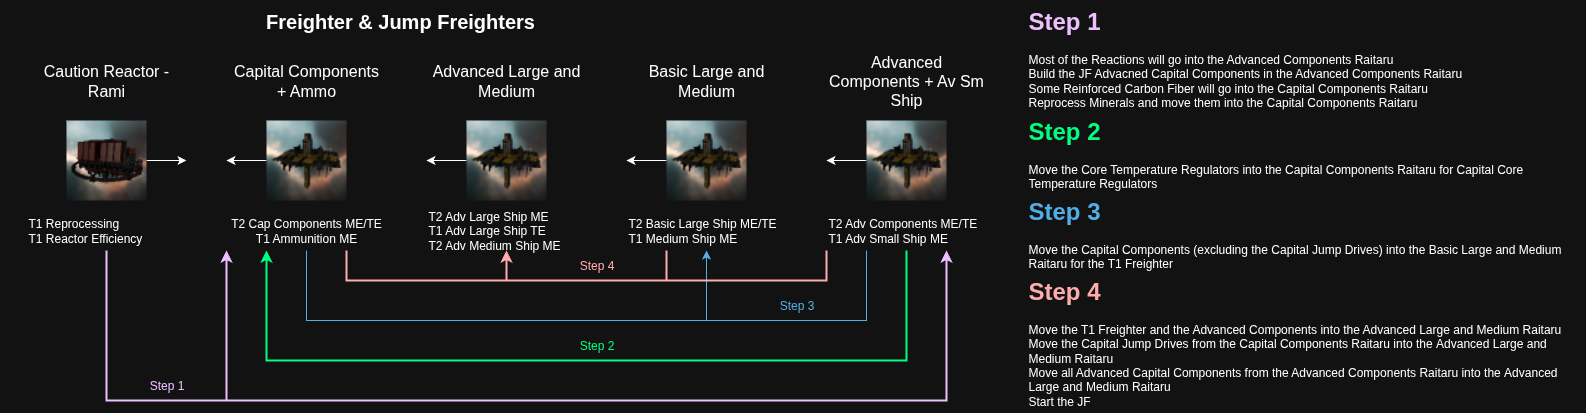 Freighter & Jump Freighters
Caution Reactor -
Rami
Capital Components
+ Ammo
Advanced Large and
Medium
Basic Large and
Medium
Advanced
Components + Av Sm
Ship
T1 Reprocessing
T1 Reactor Efficiency
T2 Cap Components ME/TE
T1 Ammunition ME
T2 Adv Large Ship ME
T1 Adv Large Ship TE
T2 Adv Medium Ship ME
T2 Basic Large Ship ME/TE
T1 Medium Ship ME
T2 Adv Components ME/TE
T1 Adv Small Ship ME
Step 4
Step 3
Step 2
Step 1
Step 1
Most of the Reactions will go into the Advanced Components Raitaru
Build the JF Advacned Capital Components in the Advanced Components Raitaru
Some Reinforced Carbon Fiber will go into the Capital Components Raitaru
Reprocess Minerals and move them into the Capital Components Raitaru
Step 2
Move the Core Temperature Regulators into the Capital Components Raitaru for Capital Core
Temperature Regulators
Step 3
Move the Capital Components (excluding the Capital Jump Drives) into the Basic Large and Medium
Raitaru for the T1 Freighter
Step 4
Move the T1 Freighter and the Advanced Components into the Advanced Large and Medium Raitaru
Move the Capital Jump Drives from the Capital Components Raitaru into the Advanced Large and
Medium Raitaru
Move all Advanced Capital Components from the Advanced Components Raitaru into the Advanced
Large and Medium Raitaru
Start the JF